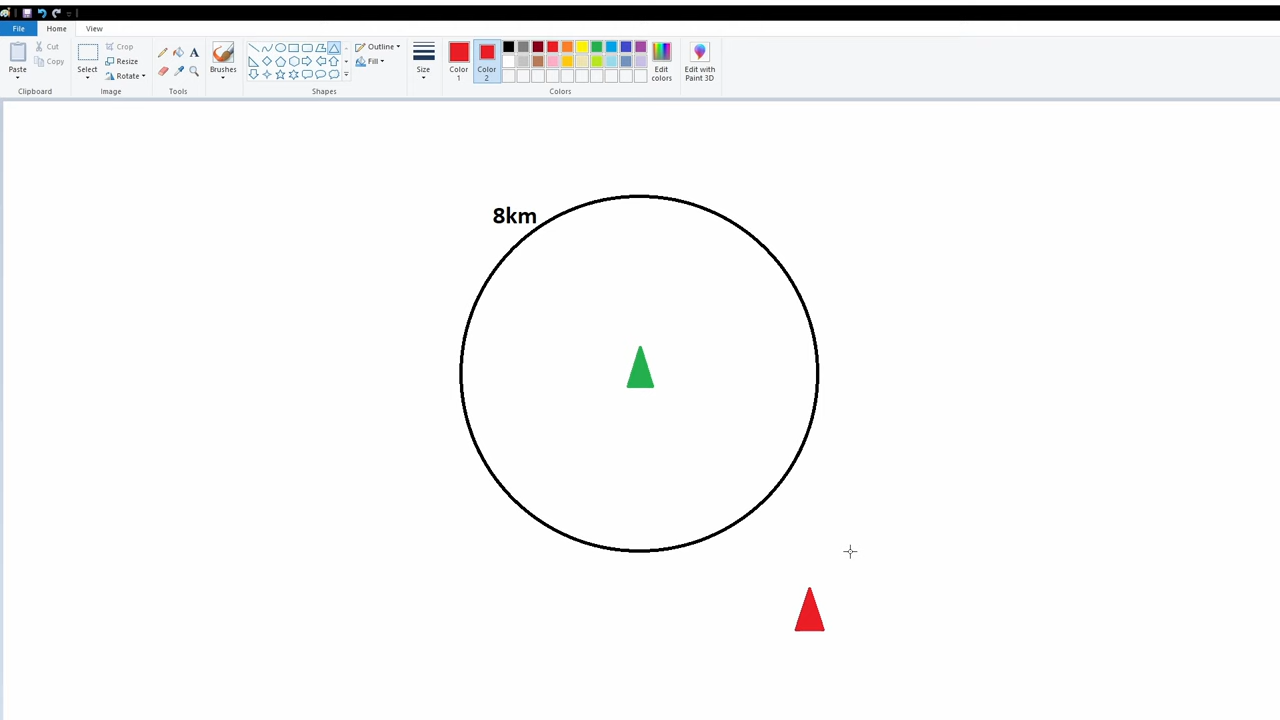 File Home View
Paste
Cut
Copy
Clipboard
Select
Crop
Resize
Rotate
Image
A
Tools
Brushes
Outline
Fill
Shapes
Size
Color 1
Color 2
Edit colors
Colors
Edit with Paint 3D
8km